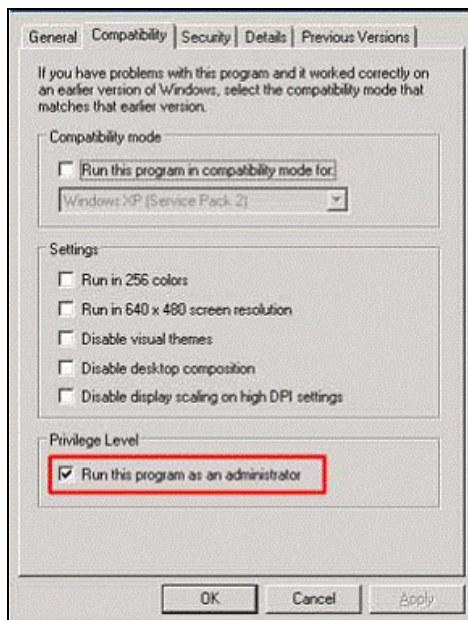 General Compatibility Security Details Previous Versions
If you have problems with this program and it worked correctly on
an earlier version of Windows, select the compatibility mode that
matches that earlier version.
Compatibility mode
Run this program in compatibility mode for:
Windows XP (Service Pack 2)
Settings
Run in 256 colors
Run in 640 x 480 screen resolution
Disable visual themes
Disable desktop composition
Disable display scaling on high DPI settings
Privilege Level
Run this program as an administrator
OK Cancel Apply